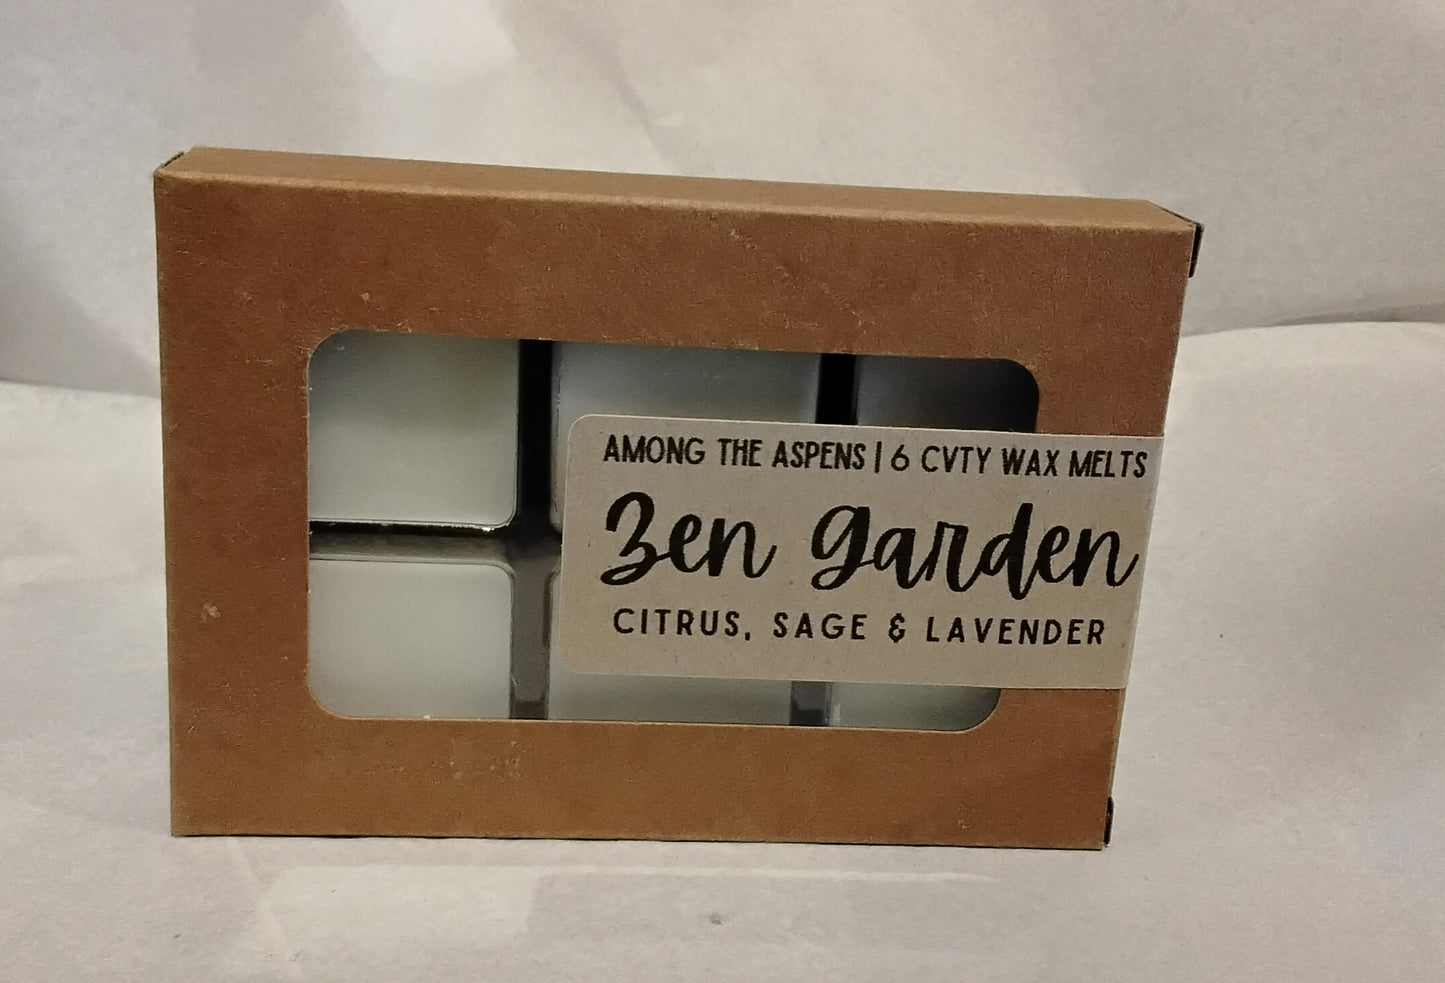 AMONG THE ASPENS | 6 CVTY WAX MELTS
Zen Garden
CITRUS, SAGE & LAVENDER